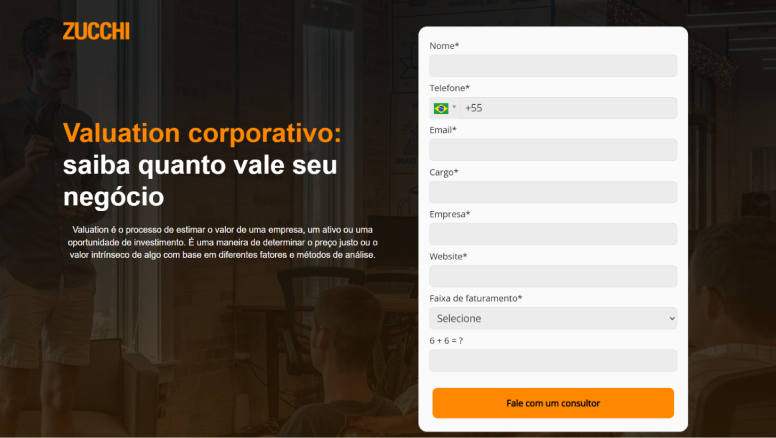 ZUCCHI
Valuation corporativo:
saiba quanto vale seu
negócio
Valuation é o processo de estimar o valor de uma empresa, um ativo ou uma
oportunidade de investimento. É uma maneira de determinar o preço justo ou o
valor intrínseco de algo com base em diferentes fatores e métodos de análise.
Nome*
Telefone*
+55
Email*
Cargo*
Empresa*
Website*
Faixa de faturamento*
Selecione
6 + 6 = ?
Fale com um consultor